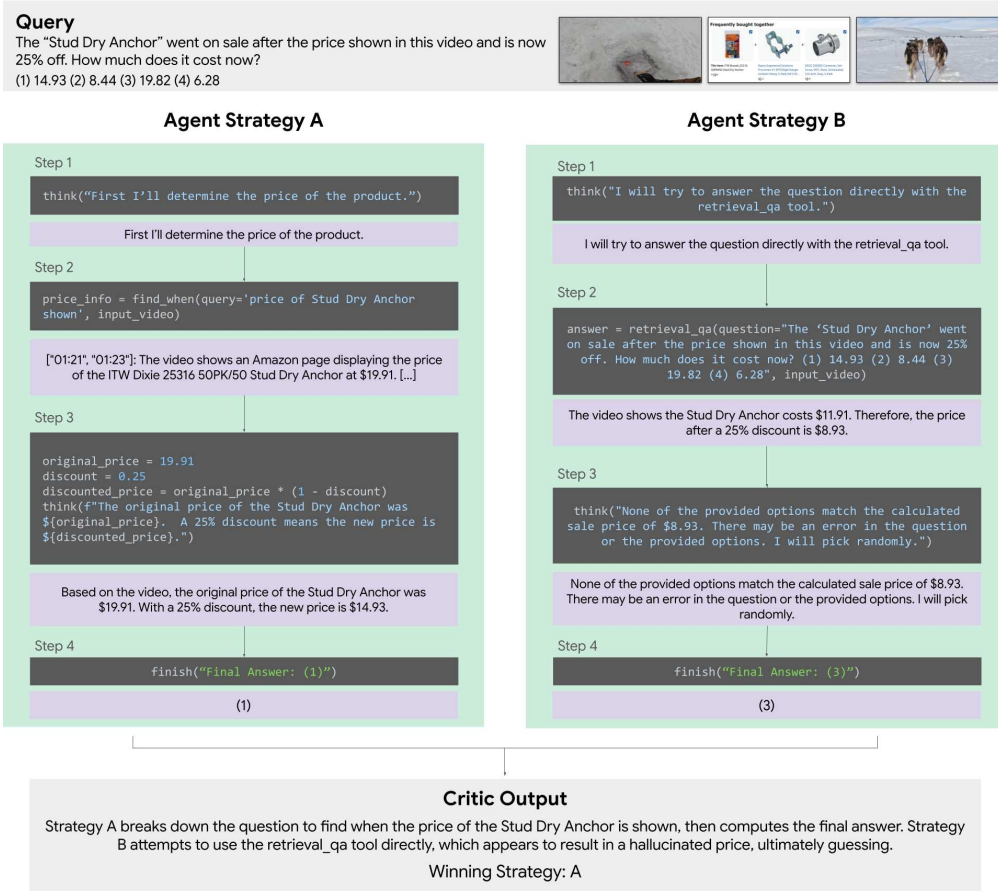 Query
The “Stud Dry Anchor” went on sale after the price shown in this video and is now
25% off. How much does it cost now?
(1) 14.93 (2) 8.44 (3) 19.82 (4) 6.28
Frequently bought together
Agent Strategy A
Step 1
think(“First I’ll determine the price of the product.”)
First I’ll determine the price of the product.
Step 2
price_info = find_when(query='price of Stud Dry Anchor
shown', input_video)
["01:21", "01:23"]: The video shows an Amazon page displaying the price
of the ITW Dixie 25316 50PK/50 Stud Dry Anchor at $19.91. [...]
Step 3
original_price = 19.91
discount = 0.25
discounted_price = original_price * (1 - discount)
think(f"The original price of the Stud Dry Anchor was
${original_price}.  A 25% discount means the new price is
${discounted_price}.")
Based on the video, the original price of the Stud Dry Anchor was
$19.91. With a 25% discount, the new price is $14.93.
Step 4
finish(“Final Answer: (1)”)
(1)
Agent Strategy B
Step 1
think("I will try to answer the question directly with the
retrieval_qa tool.")
I will try to answer the question directly with the retrieval_qa tool.
Step 2
answer = retrieval_qa(question="The ‘Stud Dry Anchor’ went
on sale after the price shown in this video and is now 25%
off. How much does it cost now? (1) 14.93 (2) 8.44 (3)
19.82 (4) 6.28", input_video)
The video shows the Stud Dry Anchor costs $11.91. Therefore, the price
after a 25% discount is $8.93.
Step 3
think("None of the provided options match the calculated
sale price of $8.93. There may be an error in the question
or the provided options. I will pick randomly.")
None of the provided options match the calculated sale price of $8.93.
There may be an error in the question or the provided options. I will pick
randomly.
Step 4
finish(“Final Answer: (3)”)
(3)
Critic Output
Strategy A breaks down the question to find when the price of the Stud Dry Anchor is shown, then computes the final answer. Strategy
B attempts to use the retrieval_qa tool directly, which appears to result in a hallucinated price, ultimately guessing.
Winning Strategy: A